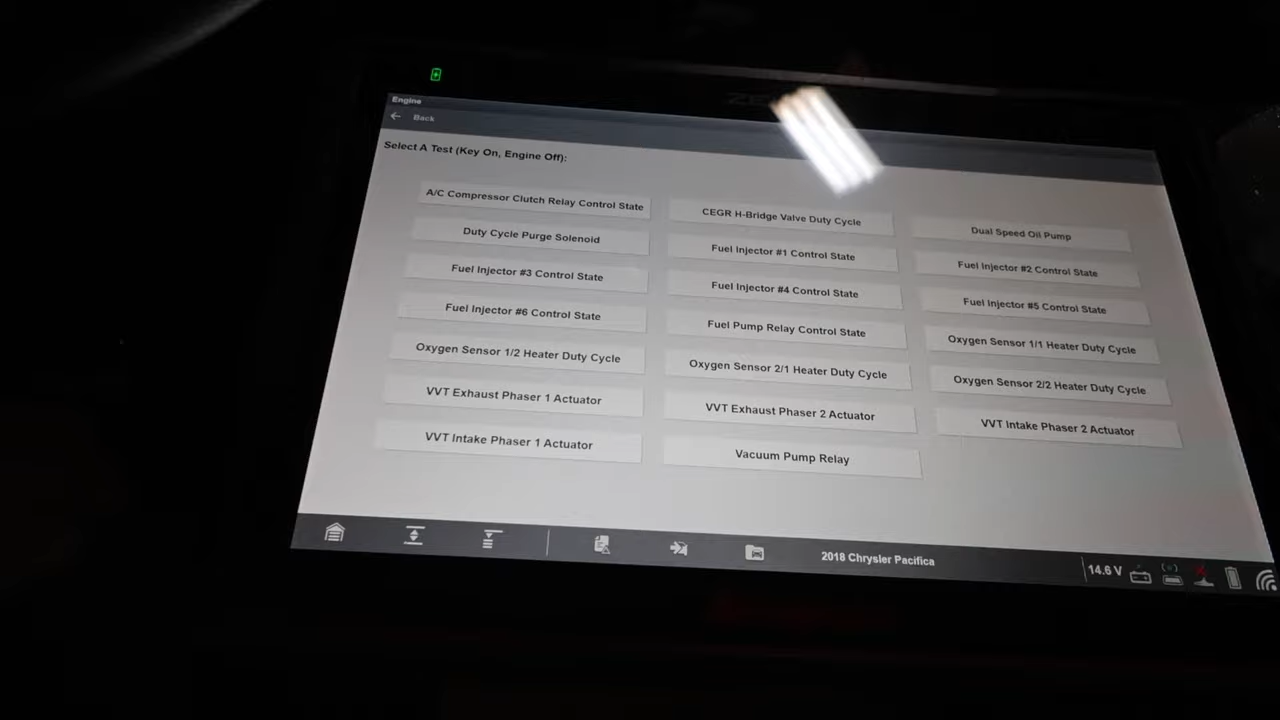 Engine
Back
Select A Test (Key On, Engine Off):
A/C Compressor Clutch Relay Control State
CEGR H-Bridge Valve Duty Cycle
Dual Speed Oil Pump
Duty Cycle Purge Solenoid
Fuel Injector #1 Control State
Fuel Injector #2 Control State
Fuel Injector #3 Control State
Fuel Injector #4 Control State
Fuel Injector #5 Control State
Fuel Injector #6 Control State
Fuel Pump Relay Control State
Oxygen Sensor 1/1 Heater Duty Cycle
Oxygen Sensor 1/2 Heater Duty Cycle
Oxygen Sensor 2/1 Heater Duty Cycle
Oxygen Sensor 2/2 Heater Duty Cycle
VVT Exhaust Phaser 1 Actuator
VVT Exhaust Phaser 2 Actuator
VVT Intake Phaser 2 Actuator
VVT Intake Phaser 1 Actuator
Vacuum Pump Relay
2018 Chrysler Pacifica
14.6 V